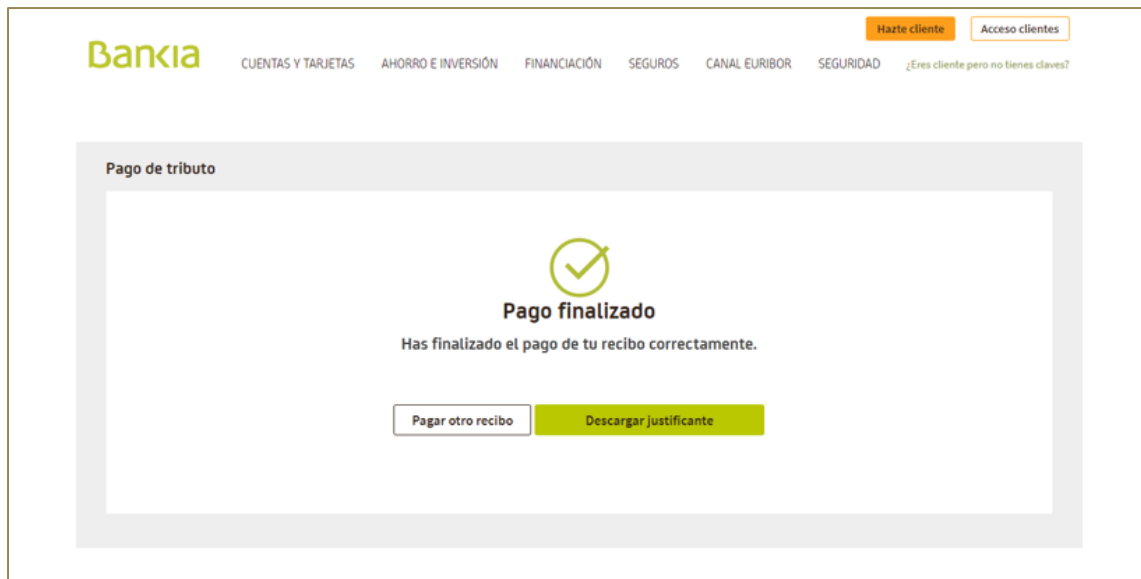 Hazte cliente Acceso clientes
Bankia
CUENTAS Y TARJETAS AHORRO E INVERSIÓN FINANCIACIÓN SEGUROS CANAL EURIBOR SEGURIDAD ¿Eres cliente pero no tienes claves?
Pago de tributo
Pago finalizado
Has finalizado el pago de tu recibo correctamente.
Pagar otro recibo Descargar justificante